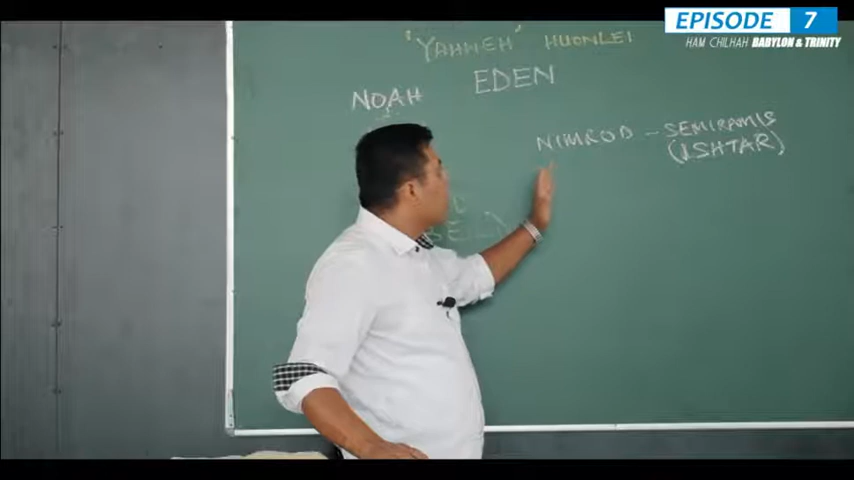 EPISODE 7
HAM CHILHAH BABYLON & TRINITY
"YAHWEH" HUONLEI
EDEN
NOAH
NIMROD - SEMIRAMIS
(ISHTAR)